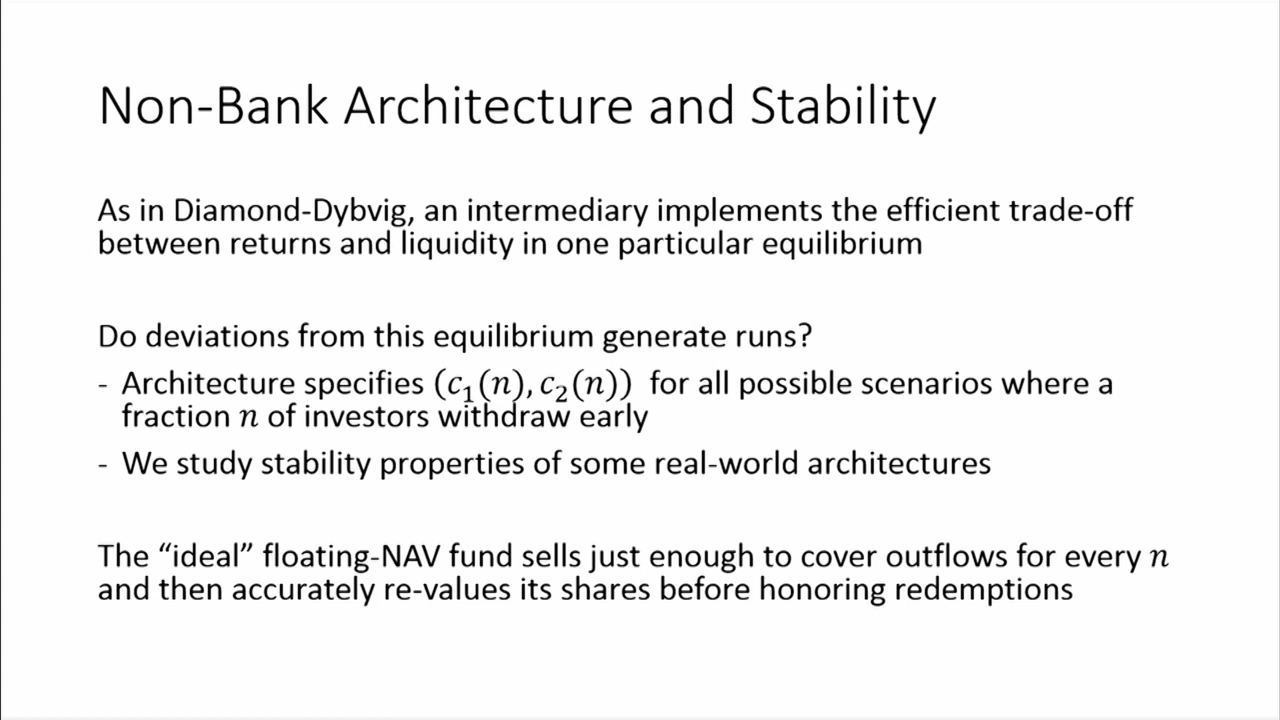 Non-Bank Architecture and Stability
As in Diamond-Dybvig, an intermediary implements the efficient trade-off
between returns and liquidity in one particular equilibrium
Do deviations from this equilibrium generate runs?
- Architecture specifies (c₁(n), c₂(n)) for all possible scenarios where a
fraction n of investors withdraw early
- We study stability properties of some real-world architectures
The “ideal” floating-NAV fund sells just enough to cover outflows for every n
and then accurately re-values its shares before honoring redemptions